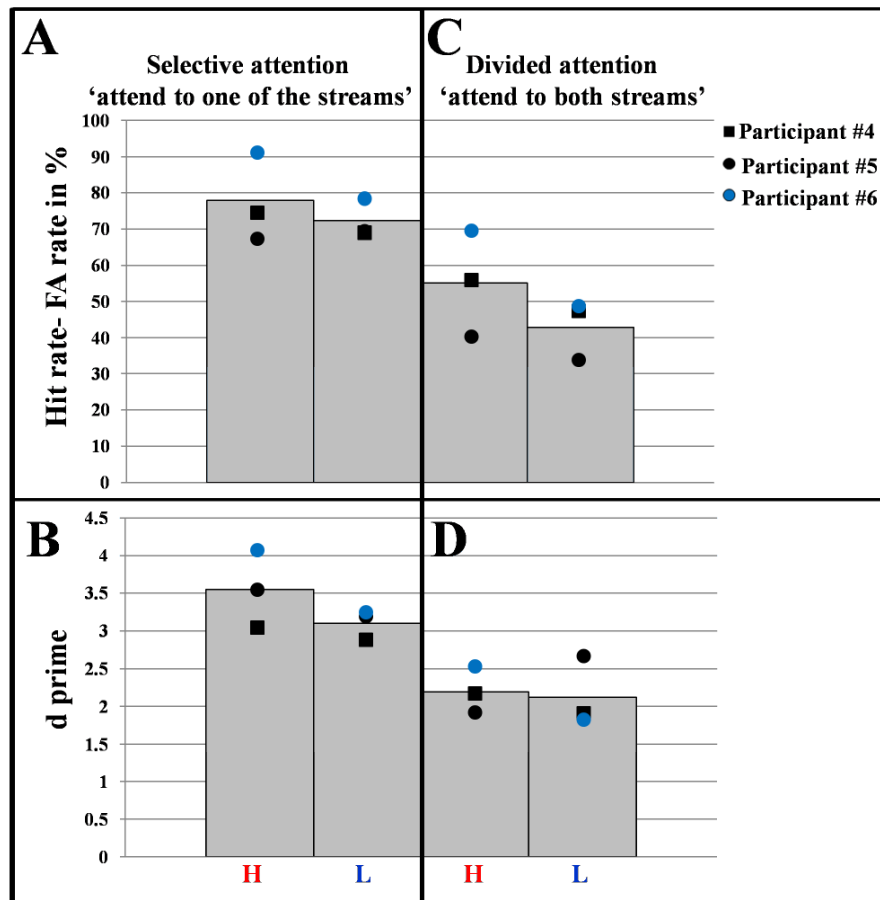 A
Selective attention
‘attend to one of the streams’
C
Divided attention
‘attend to both streams’
Participant #4
Participant #5
Participant #6
Hit rate- FA rate in %
100
90
80
70
60
50
40
30
20
10
0
B
D
d prime
4.5
4
3.5
3
2.5
2
1.5
1
0.5
0
H
L
H
L